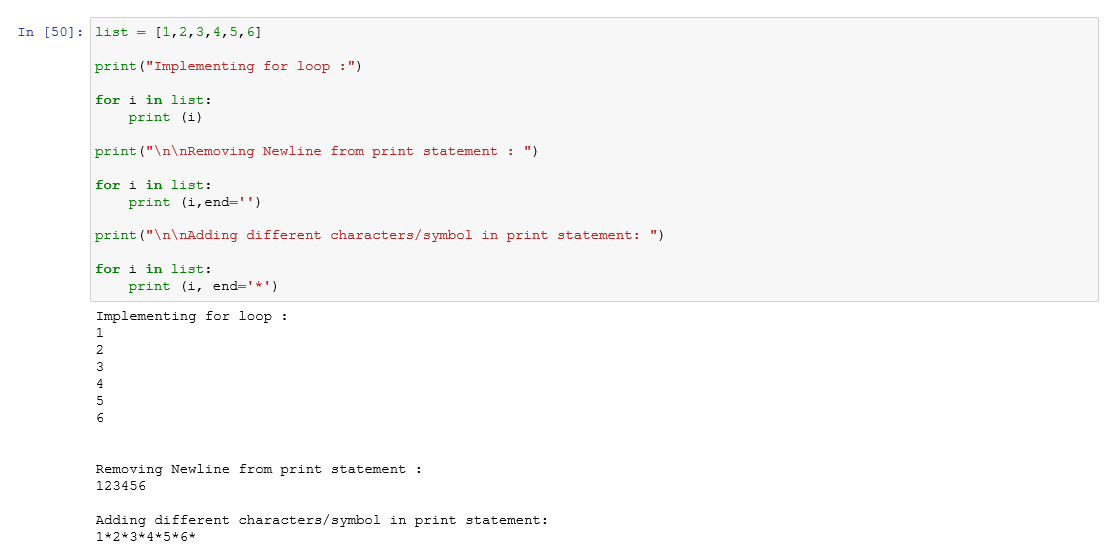 In [50]: list = [1,2,3,4,5,6]
print("Implementing for loop :")
for i in list:
    print (i)
print("\n\nRemoving Newline from print statement : ")
for i in list:
    print (i,end='')
print("\n\nAdding different characters/symbol in print statement: ")
for i in list:
    print (i, end='*')
Implementing for loop :
1
2
3
4
5
6
Removing Newline from print statement :
123456
Adding different characters/symbol in print statement:
1*2*3*4*5*6*